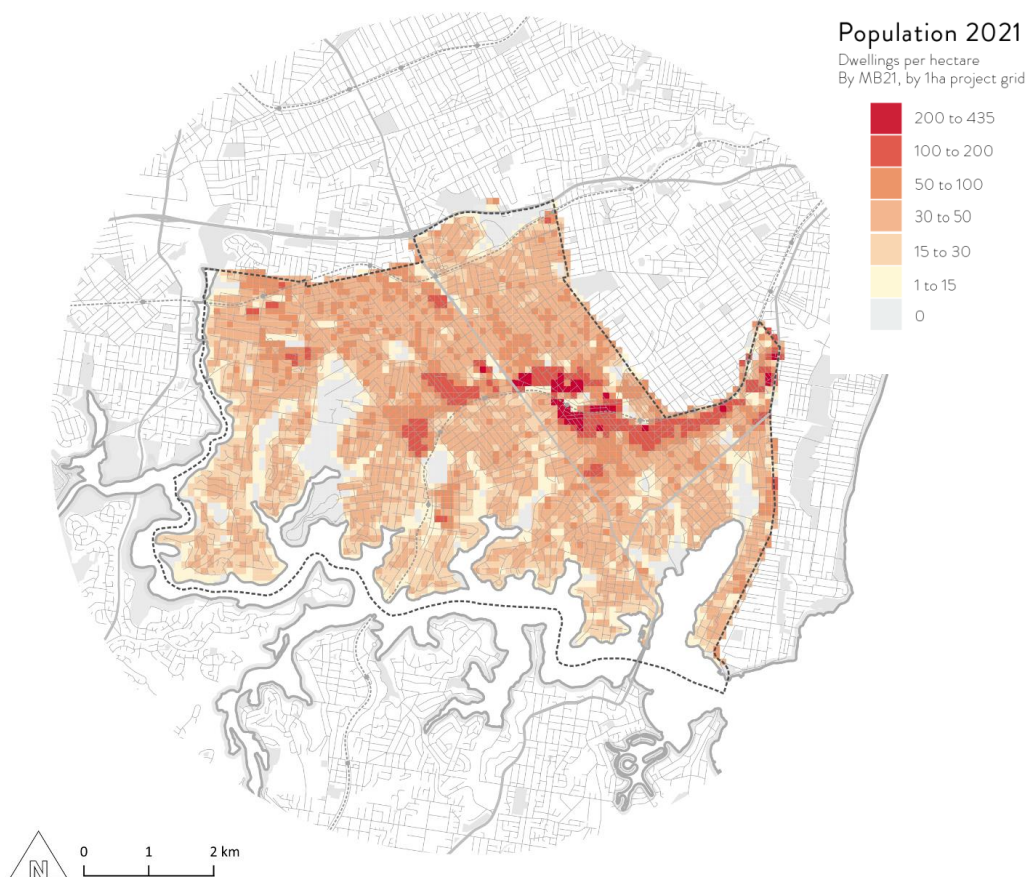 Population 2021
Dwellings per hectare
By MB21, by 1ha project grid
200 to 435
100 to 200
50 to 100
30 to 50
15 to 30
1 to 15
0
N
0 1 2 km